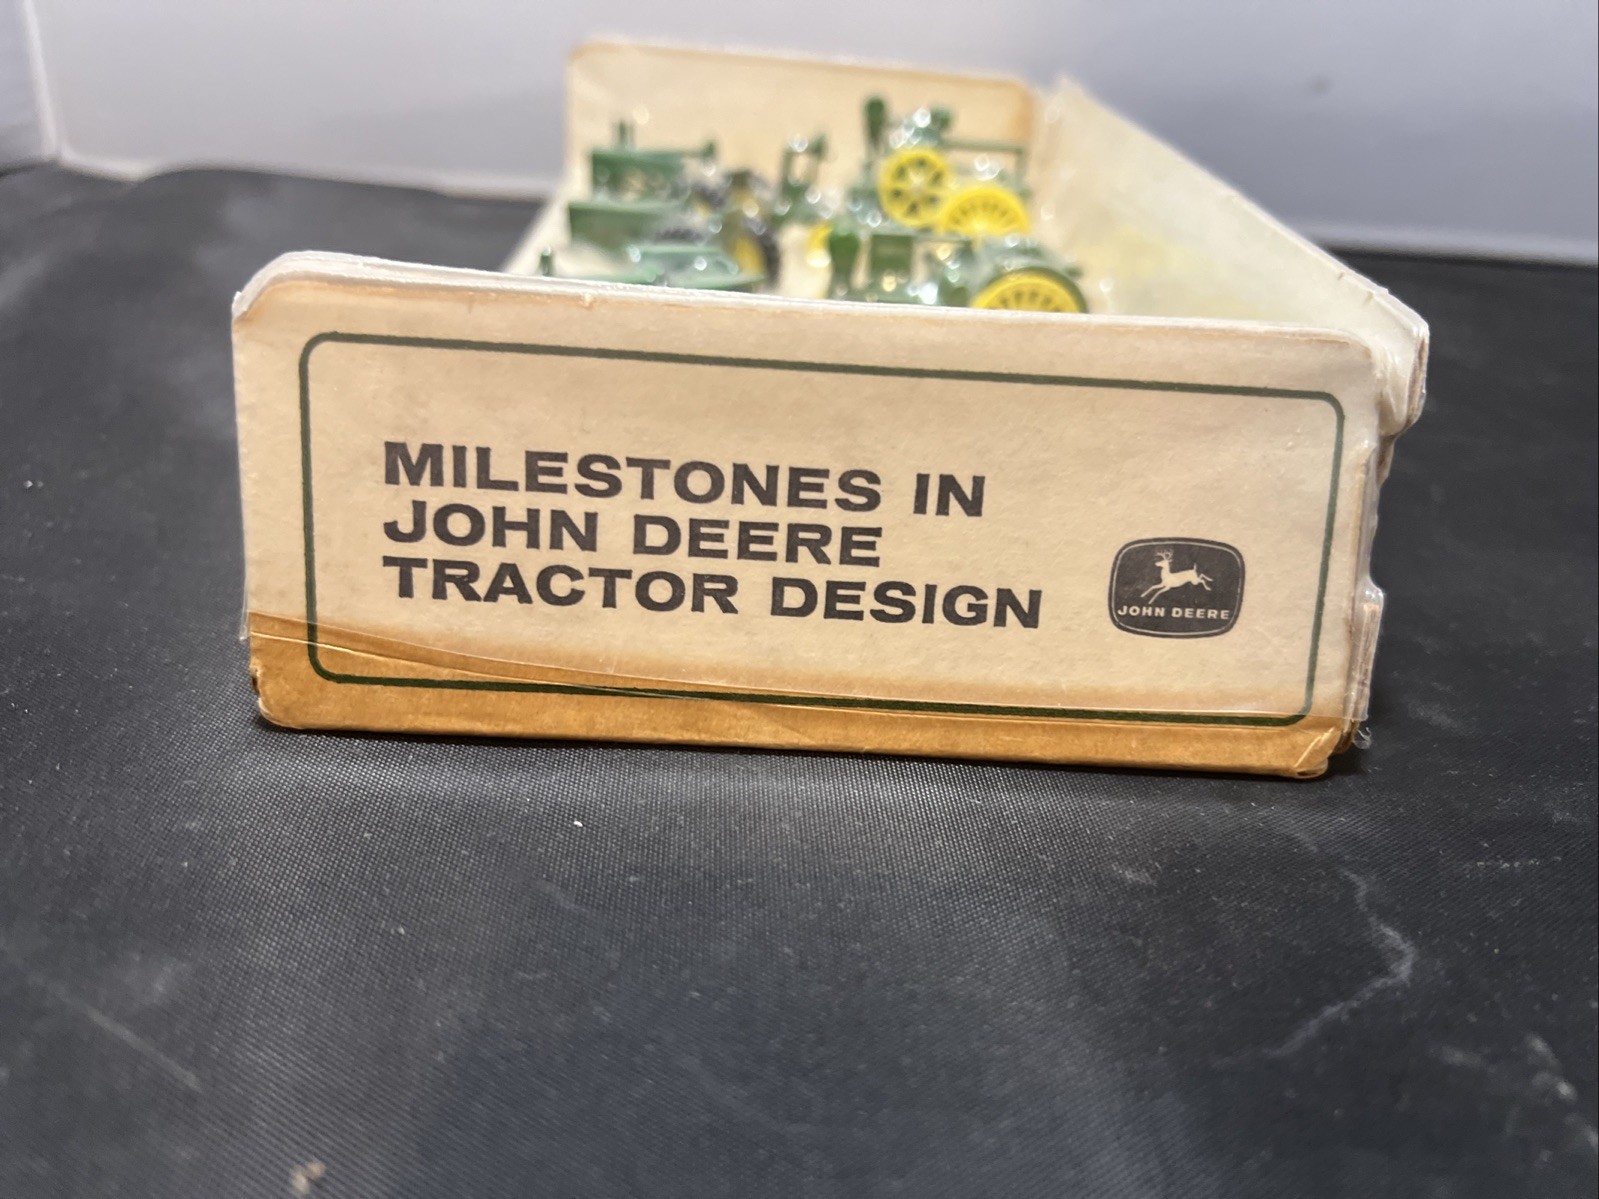 MILESTONES IN
JOHN DEERE
TRACTOR DESIGN
JOHN DEERE